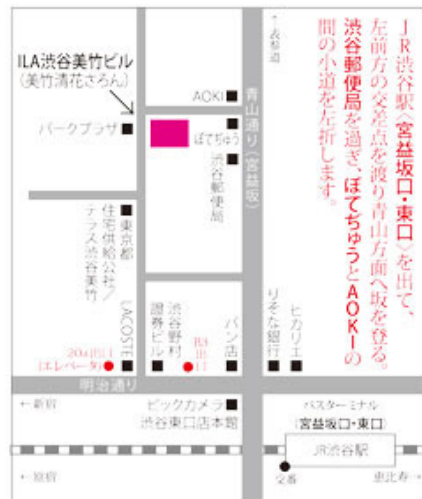 JR渋谷駅〈宮益坂口・東口〉を出て、
左前方の交差点を渡り青山方面へ坂を登る。
渋谷郵便局を過ぎ、ぽてぢゅうとAOKIの
間の小道を左折します。
↑表参道
ILA渋谷美竹ビル
(美竹清花さろん)
AOKI
青山通り(宮益坂)
パークプラザ
ぽてぢゅう
渋谷郵便局
東京都
住宅供給公社/
テラス渋谷美竹
LACOSTE
渋谷野村
證券ビル
パン店
りそな銀行
ヒカリエ
(エレベータ)
明治通り
←新宿
ビックカメラ
渋谷東口店本館
バスターミナル
(宮益坂口・東口)
JR渋谷駅
←原宿
交番
恵比寿→